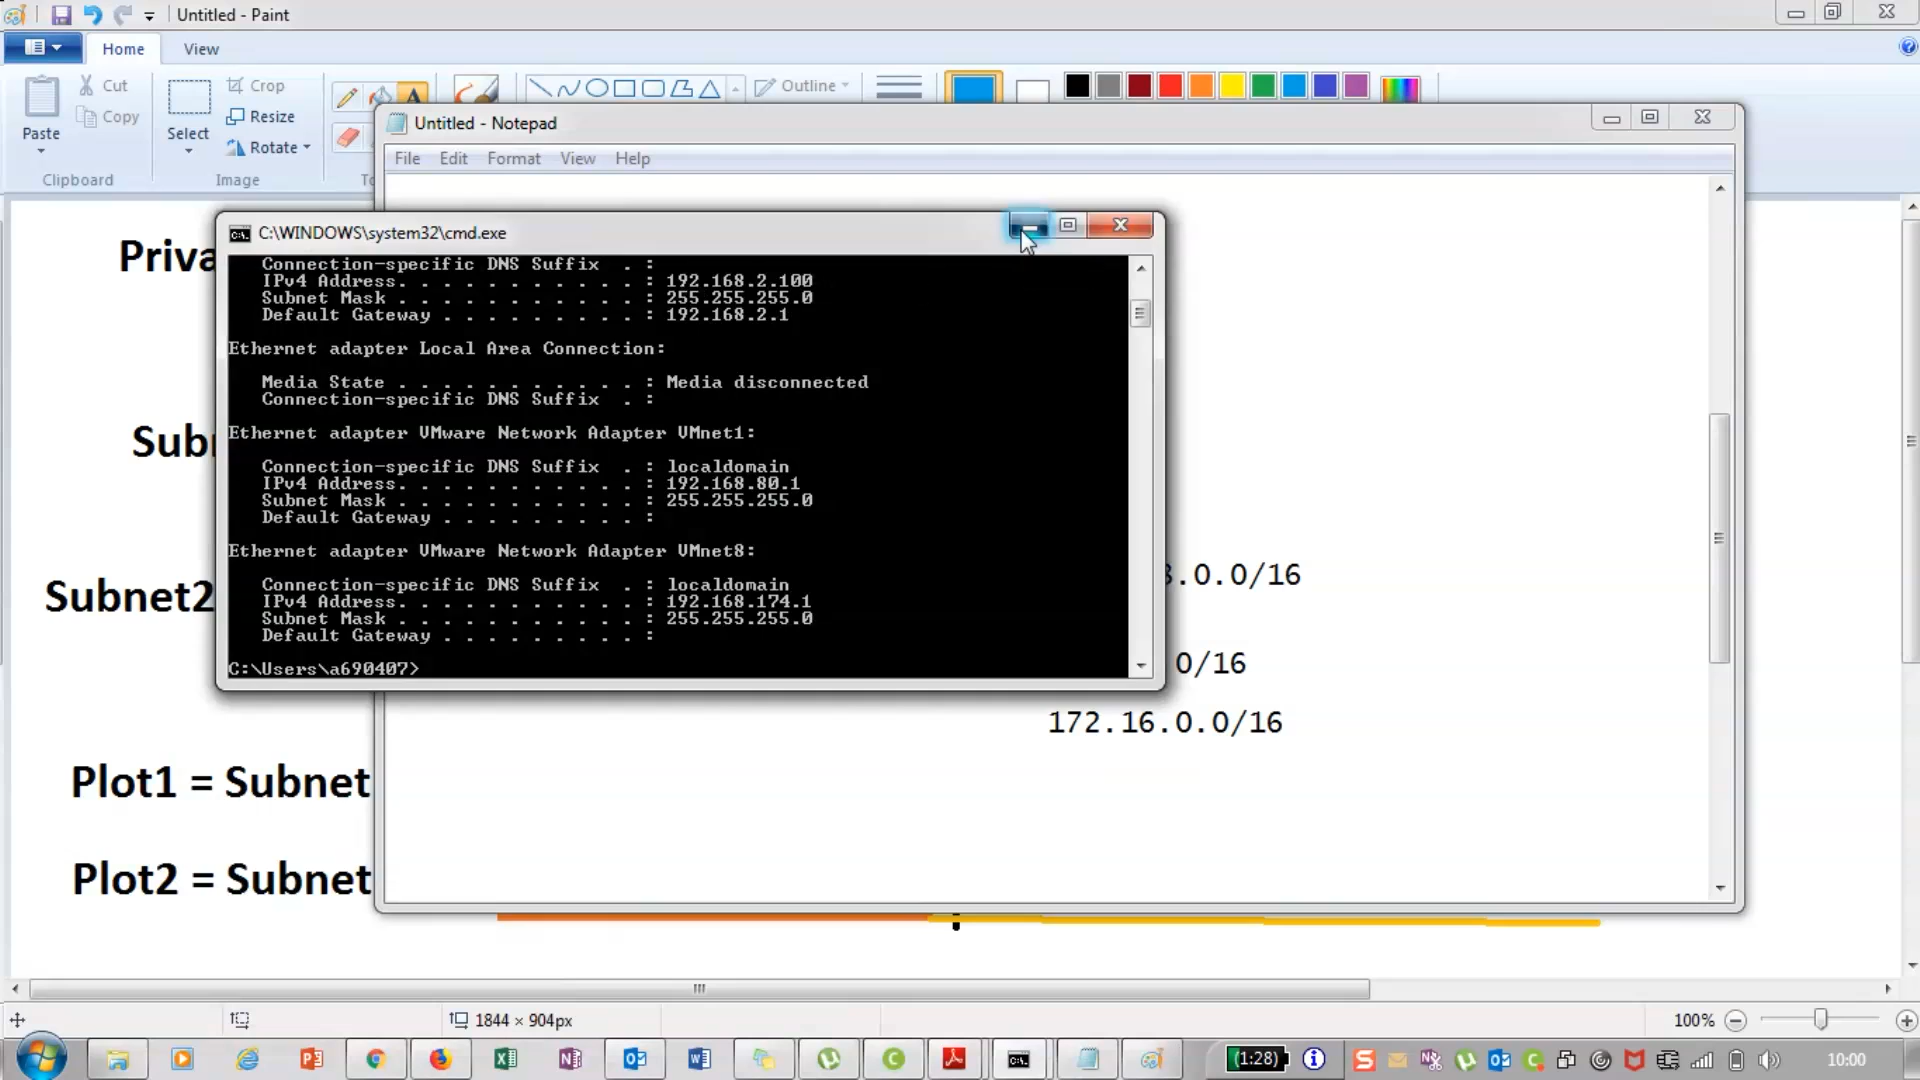 Untitled - Paint
Home View
Paste
Cut
Copy
Clipboard
Select
Crop
Resize
Rotate
Image
Outline
Untitled - Notepad
File Edit Format View Help
C:\WINDOWS\system32\cmd.exe
Connection-specific DNS Suffix . :
IPv4 Address. . . . . . . . . . . : 192.168.2.100
Subnet Mask . . . . . . . . . . . : 255.255.255.0
Default Gateway . . . . . . . . . : 192.168.2.1
Ethernet adapter Local Area Connection:
Media State . . . . . . . . . . . : Media disconnected
Connection-specific DNS Suffix . :
Ethernet adapter VMware Network Adapter VMnet1:
Connection-specific DNS Suffix . : localdomain
IPv4 Address. . . . . . . . . . . : 192.168.80.1
Subnet Mask . . . . . . . . . . . : 255.255.255.0
Default Gateway . . . . . . . . . :
Ethernet adapter VMware Network Adapter VMnet8:
Connection-specific DNS Suffix . : localdomain
IPv4 Address. . . . . . . . . . . : 192.168.174.1
Subnet Mask . . . . . . . . . . . : 255.255.255.0
Default Gateway . . . . . . . . . :
C:\Users\a690407>
.0.0/16
0/16
172.16.0.0/16
Priva
Sub
Subnet2
Plot1 = Subnet
Plot2 = Subnet
1844 × 904px
100%
(1:28)
10:00